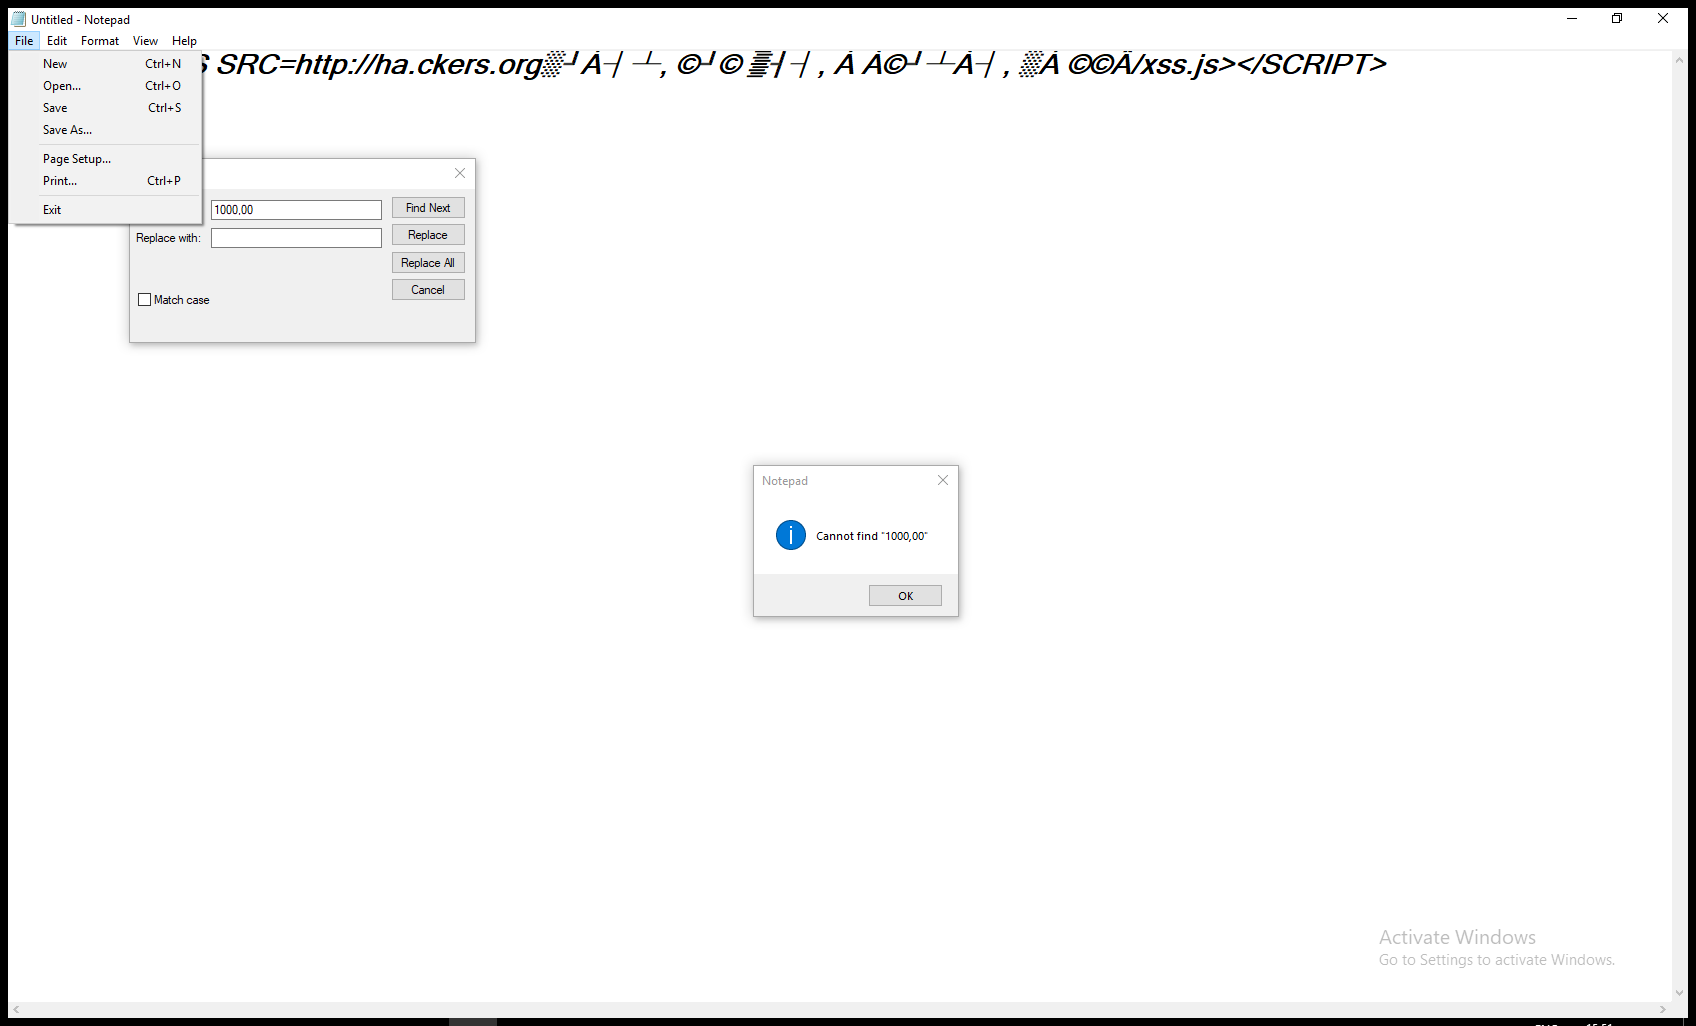 Untitled - Notepad
File Edit Format View Help
SRC=http://ha.ckers.org▒┘Á┤┴, ©┘© ▓┤┤, Á Á©┘┴Á┤, ▒Á ©©Ä/xss.js></SCRIPT>
New Ctrl+N
Open... Ctrl+O
Save Ctrl+S
Save As...
Page Setup...
Print... Ctrl+P
Exit
1000,00
Find Next
Replace with:
Replace
Replace All
Cancel
Match case
Notepad
Cannot find "1000,00"
OK
Activate Windows
Go to Settings to activate Windows.